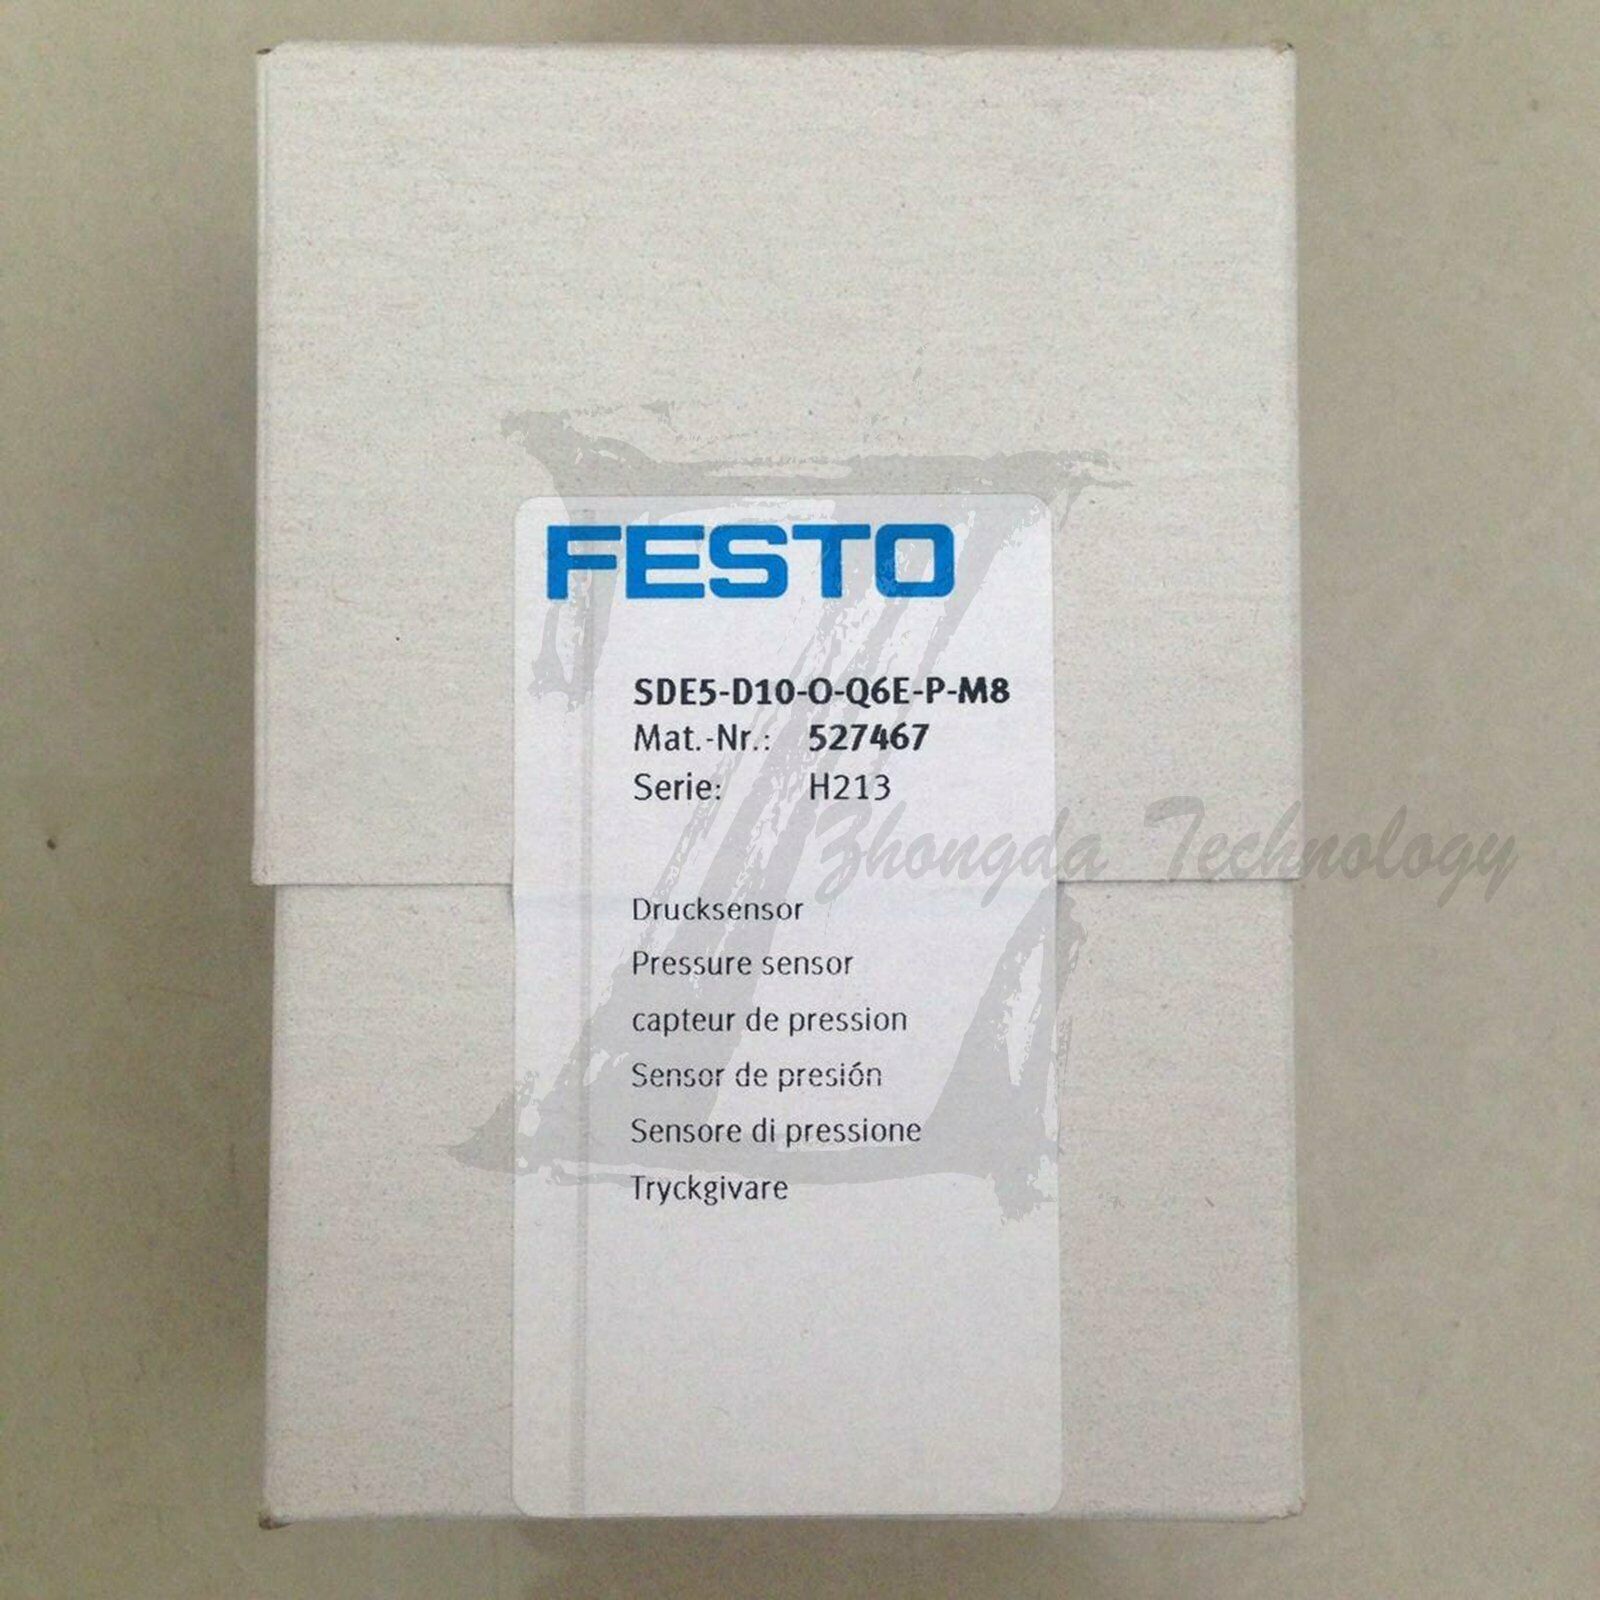 FESTO
SDE5-D10-O-Q6E-P-M8
Mat.-Nr.: 527467
Serie: H213
Zhongda Technology
Drucksensor
Pressure sensor
capteur de pression
Sensor de presión
Sensore di pressione
Tryckgivare